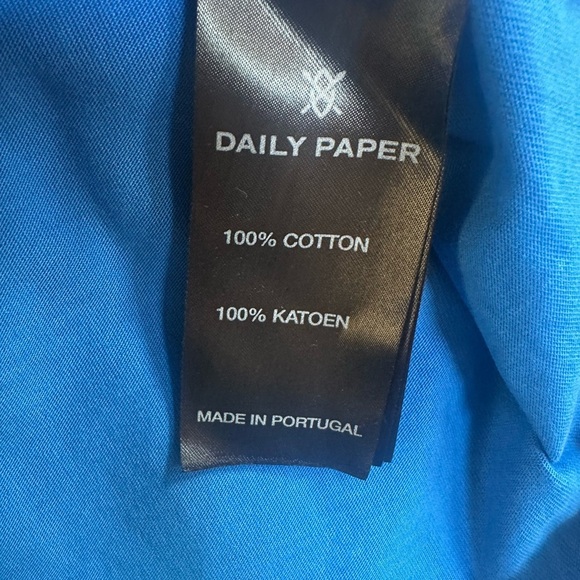 DAILY PAPER
100% COTTON
100% KATOEN
MADE IN PORTUGAL